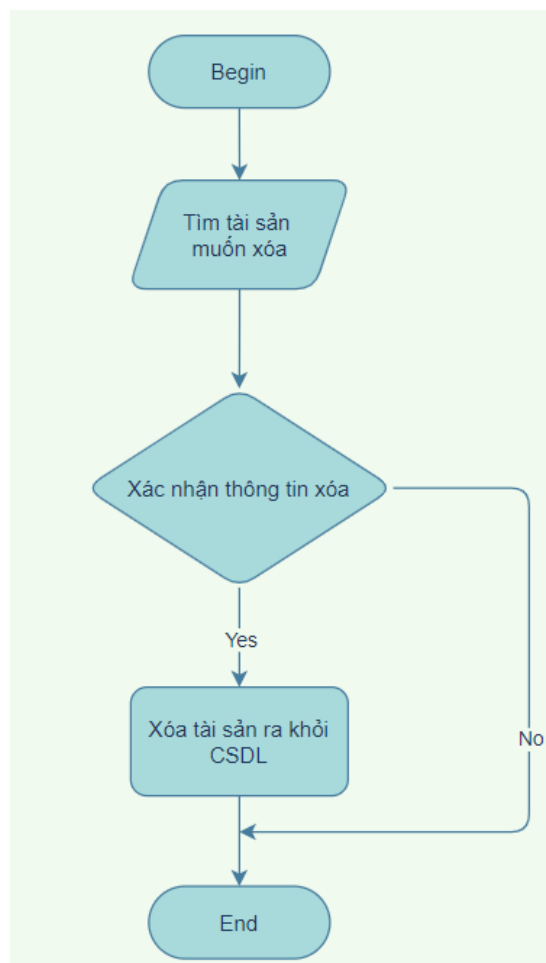 Begin
Tìm tài sản
muốn xóa
Xác nhận thông tin xóa
Yes
Xóa tài sản ra khỏi
CSDL
No
End